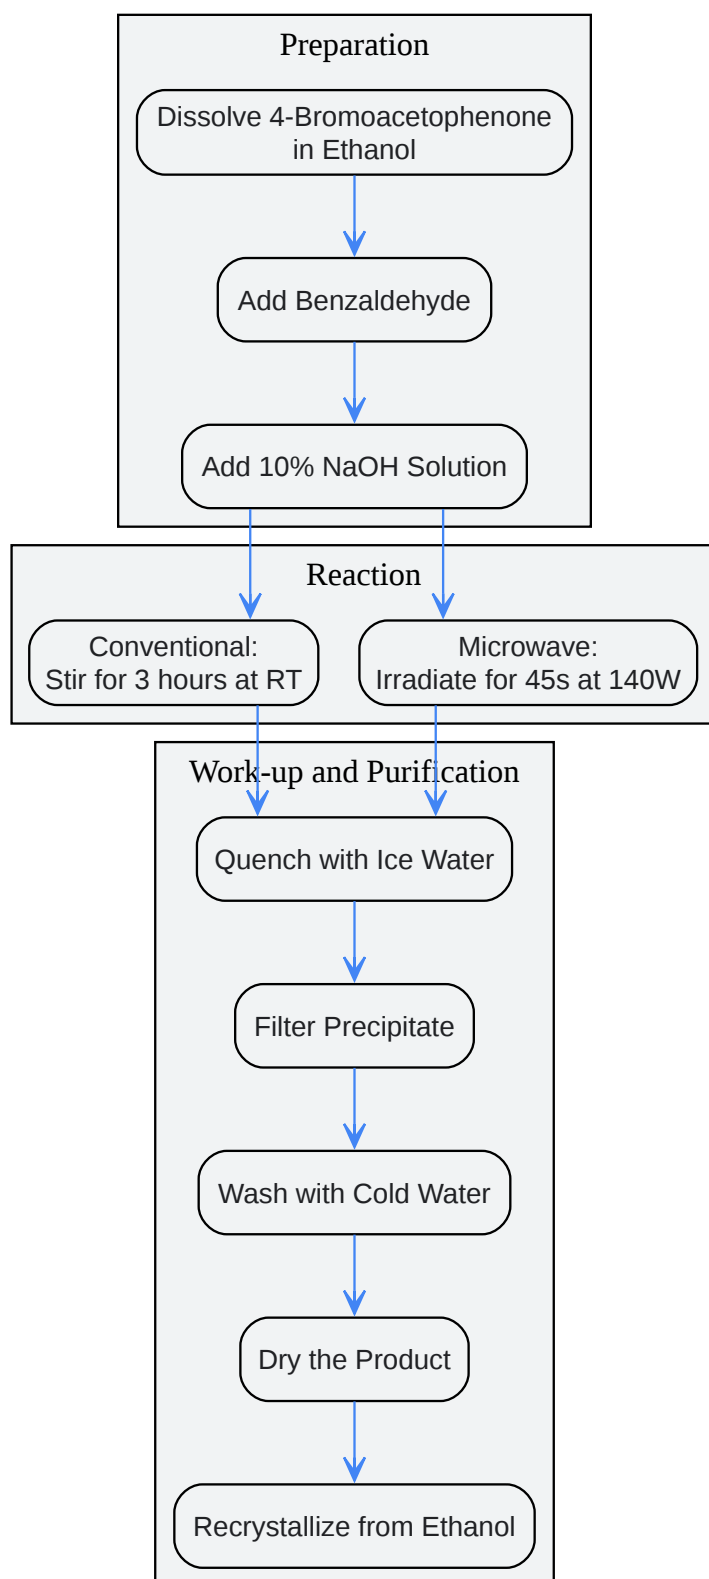 Preparation
Dissolve 4-Bromoacetophenone
in Ethanol
Add Benzaldehyde
Add 10% NaOH Solution
Reaction
Conventional:
Stir for 3 hours at RT
Microwave:
Irradiate for 45s at 140W
Work-up and Purification
Quench with Ice Water
Filter Precipitate
Wash with Cold Water
Dry the Product
Recrystallize from Ethanol